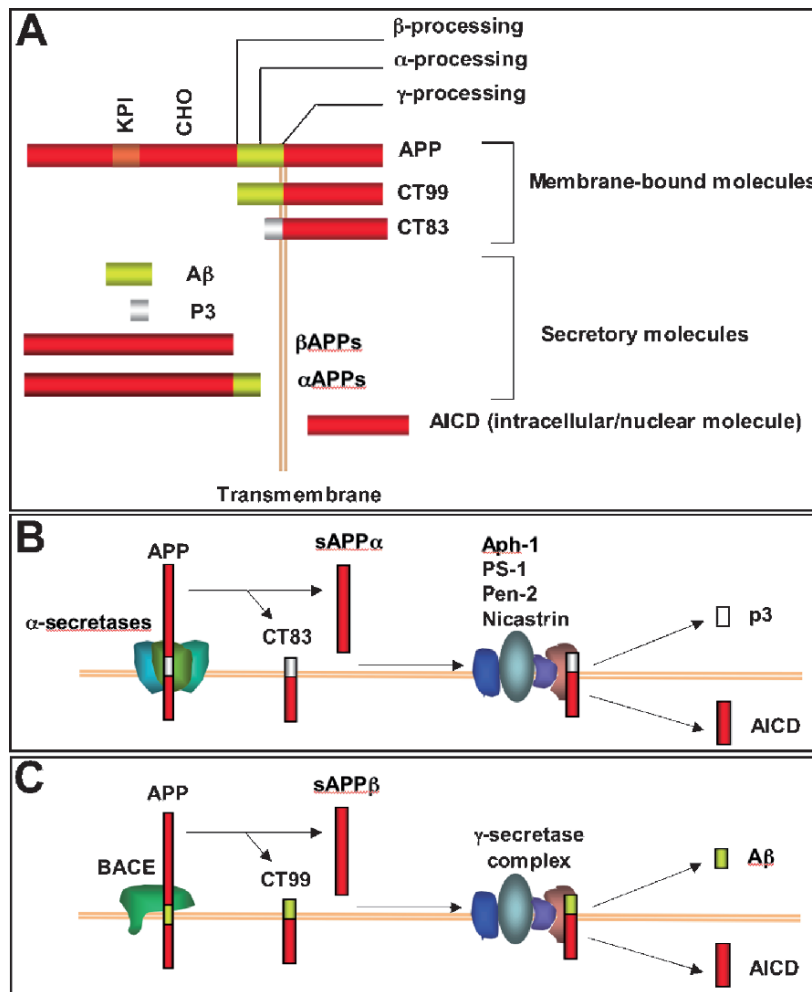 A
β-processing
α-processing
γ-processing
KPI
CHO
APP
CT99
CT83
Membrane-bound molecules
Aβ
P3
βAPPs
αAPPs
Secretory molecules
AICD (intracellular/nuclear molecule)
Transmembrane
B
APP
sAPPα
α-secretases
CT83
Aph-1
PS-1
Pen-2
Nicastrin
p3
AICD
C
APP
sAPPβ
BACE
CT99
γ-secretase
complex
Aβ
AICD